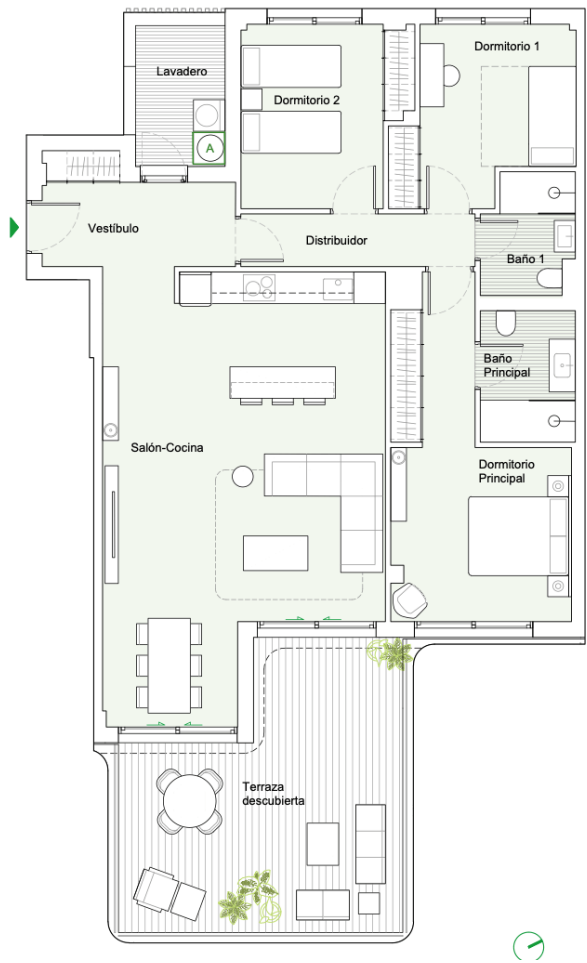 Dormitorio 1
Lavadero
Dormitorio 2
A
Vestíbulo
Distribuidor
Baño 1
Baño
Principal
Salón-Cocina
Dormitorio
Principal
Terraza
descubierta